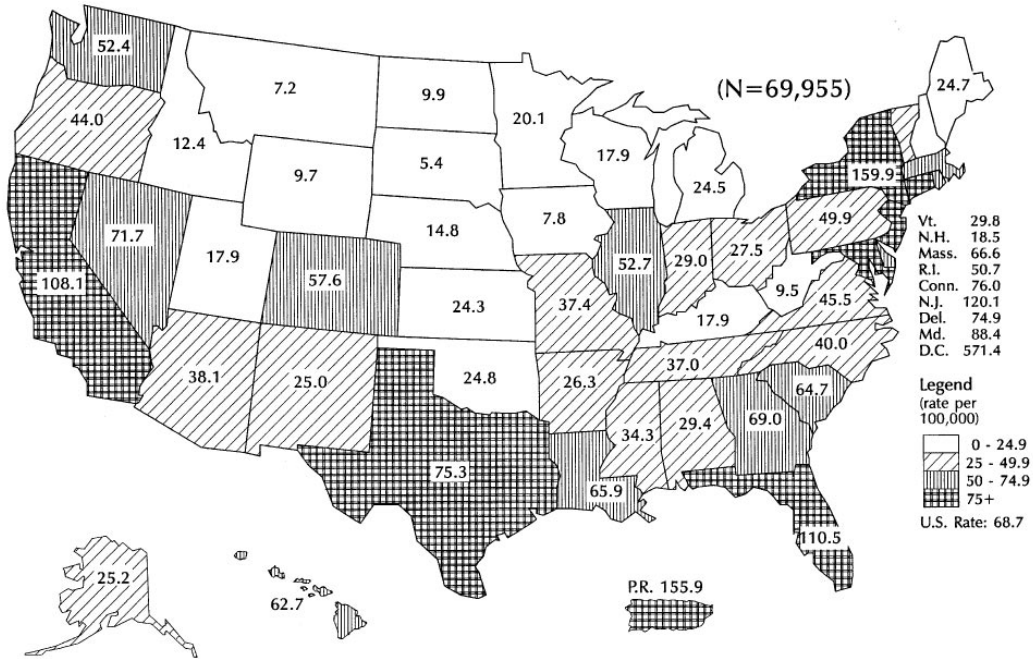 52.4
7.2
9.9
20.1
(N=69,955)
24.7
44.0
12.4
9.7
5.4
17.9
24.5
159.9
71.7
17.9
57.6
14.8
7.8
52.7
29.0
27.5
49.9
108.1
24.3
37.4
17.9
9.5
45.5
38.1
25.0
24.8
26.3
37.0
40.0
75.3
65.9
34.3
29.4
69.0
64.7
110.5
Vt. 29.8
N.H. 18.5
Mass. 66.6
R.I. 50.7
Conn. 76.0
N.J. 120.1
Del. 74.9
Md. 88.4
D.C. 571.4
Legend
(rate per
100,000)
0 - 24.9
25 - 49.9
50 - 74.9
75+
U.S. Rate: 68.7
25.2
62.7
P.R. 155.9